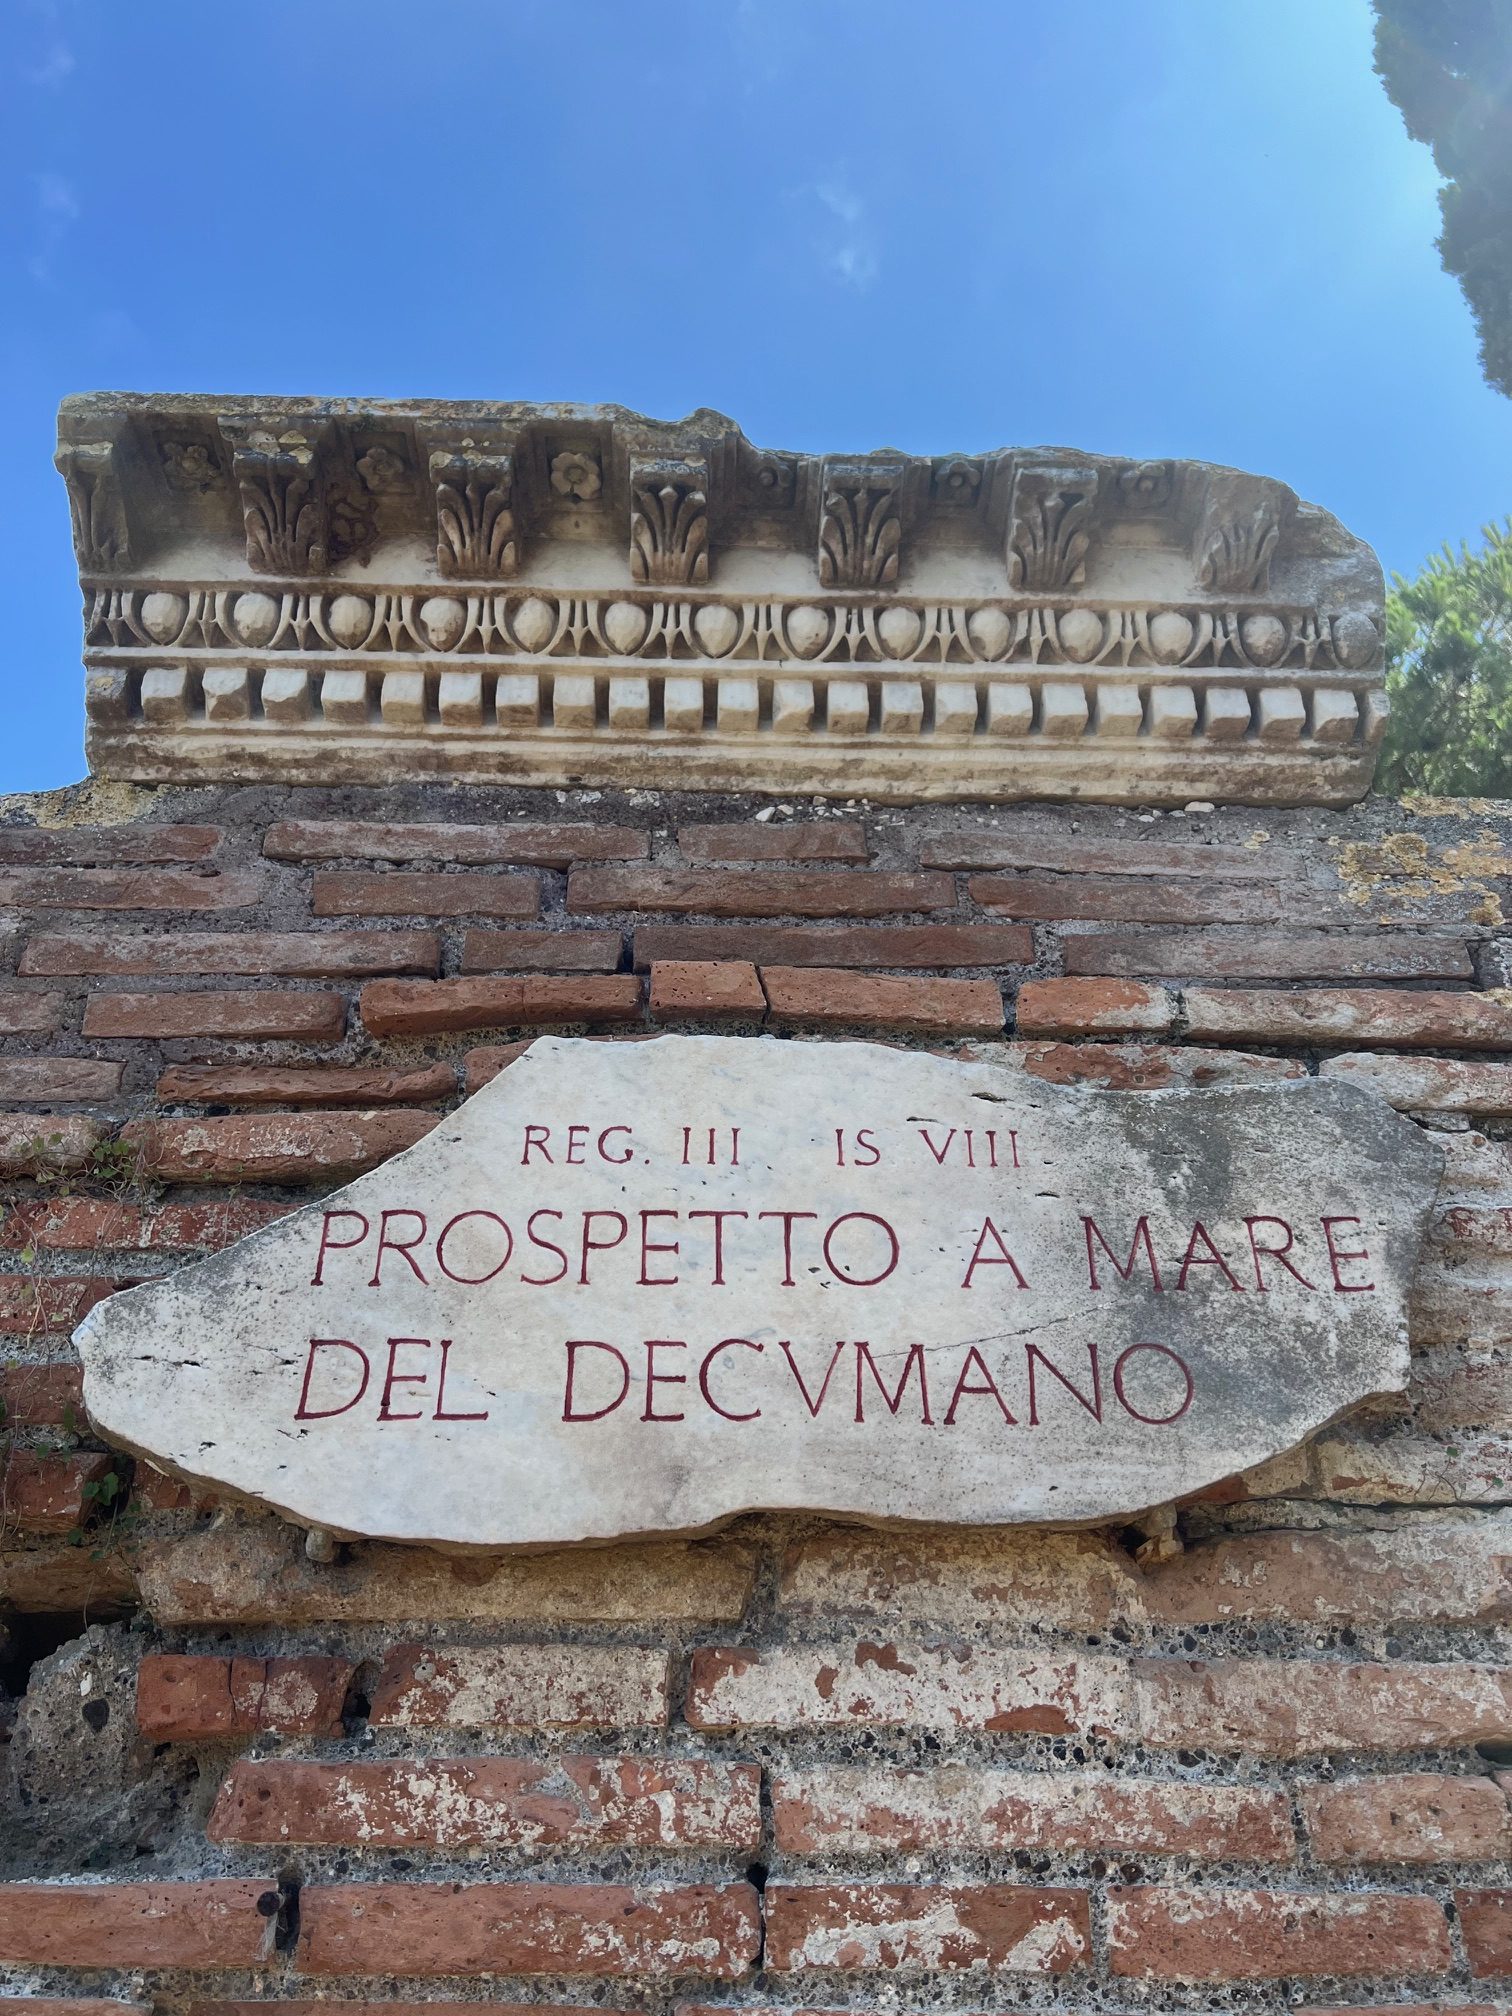 REG. III IS VIII
PROSPETTO A MARE
DEL DECVMANO